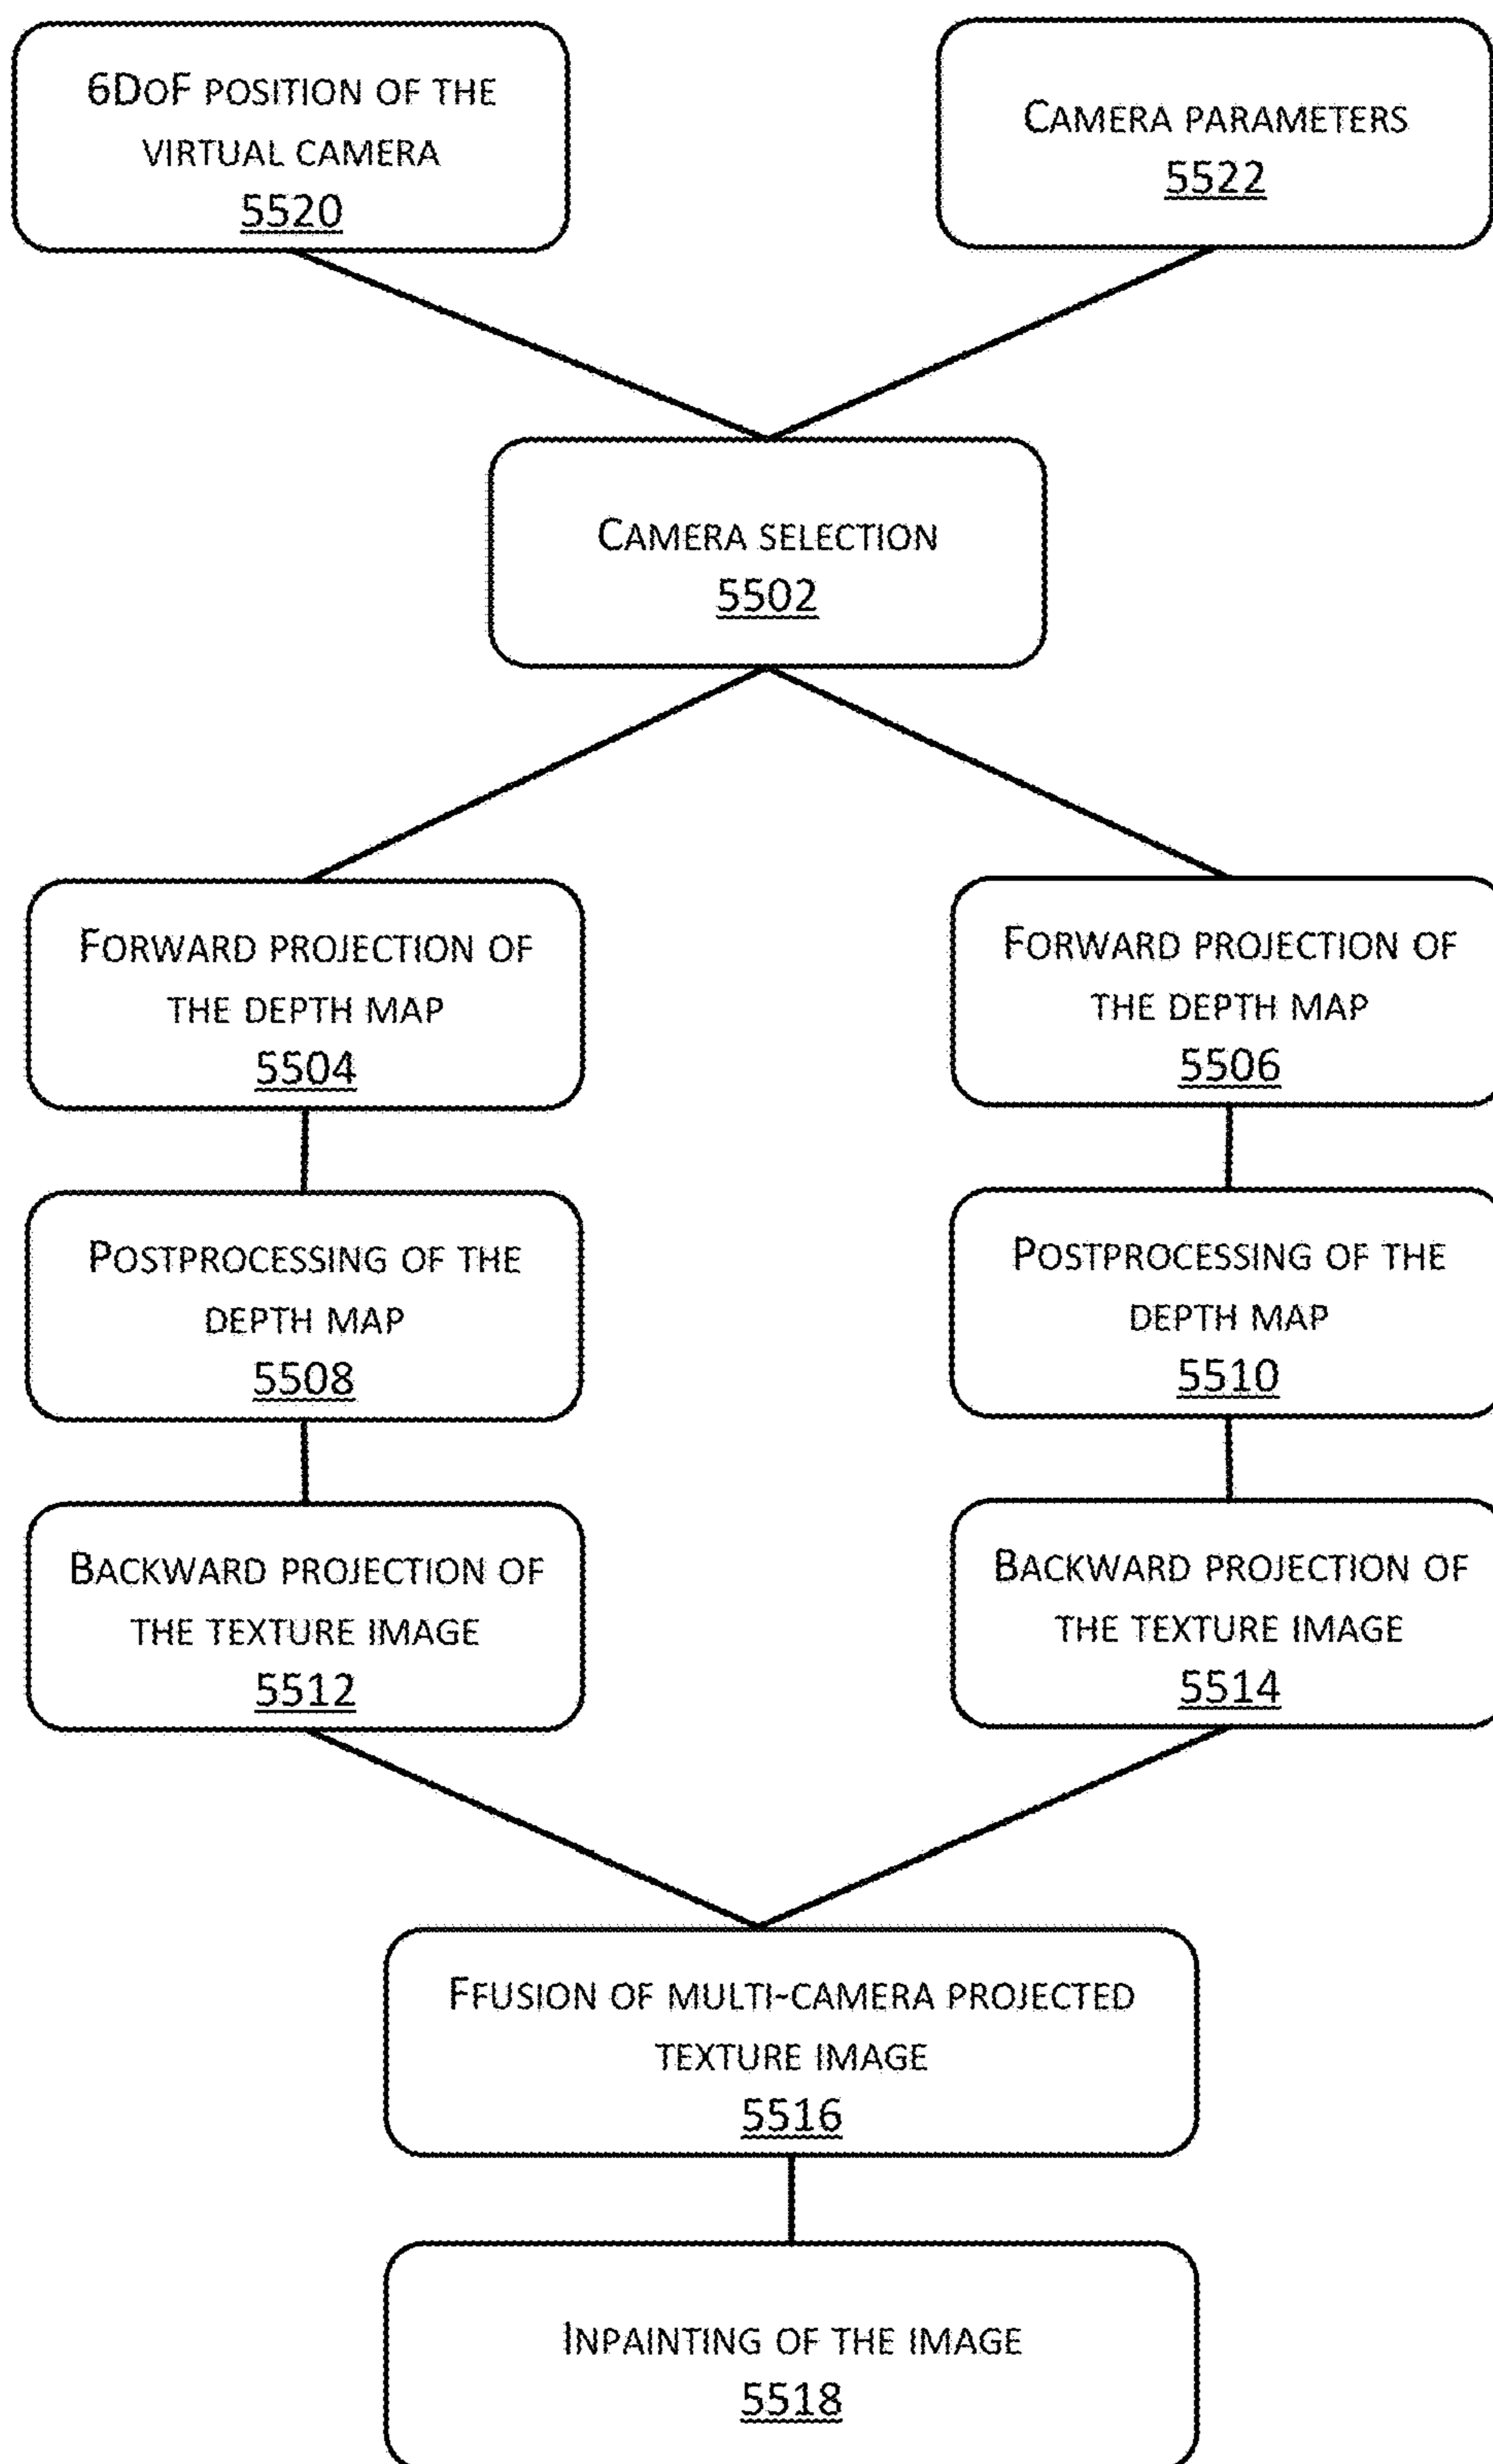 6DoF position of the
virtual camera
5520
Camera parameters
5522
Camera selection
5502
Forward projection of
the depth map
5504
Forward projection of
the depth map
5506
Postprocessing of the
depth map
5508
Postprocessing of the
depth map
5510
Backward projection of
the texture image
5512
Backward projection of
the texture image
5514
Ffusion of multi-camera projected
texture image
5516
Inpainting of the image
5518